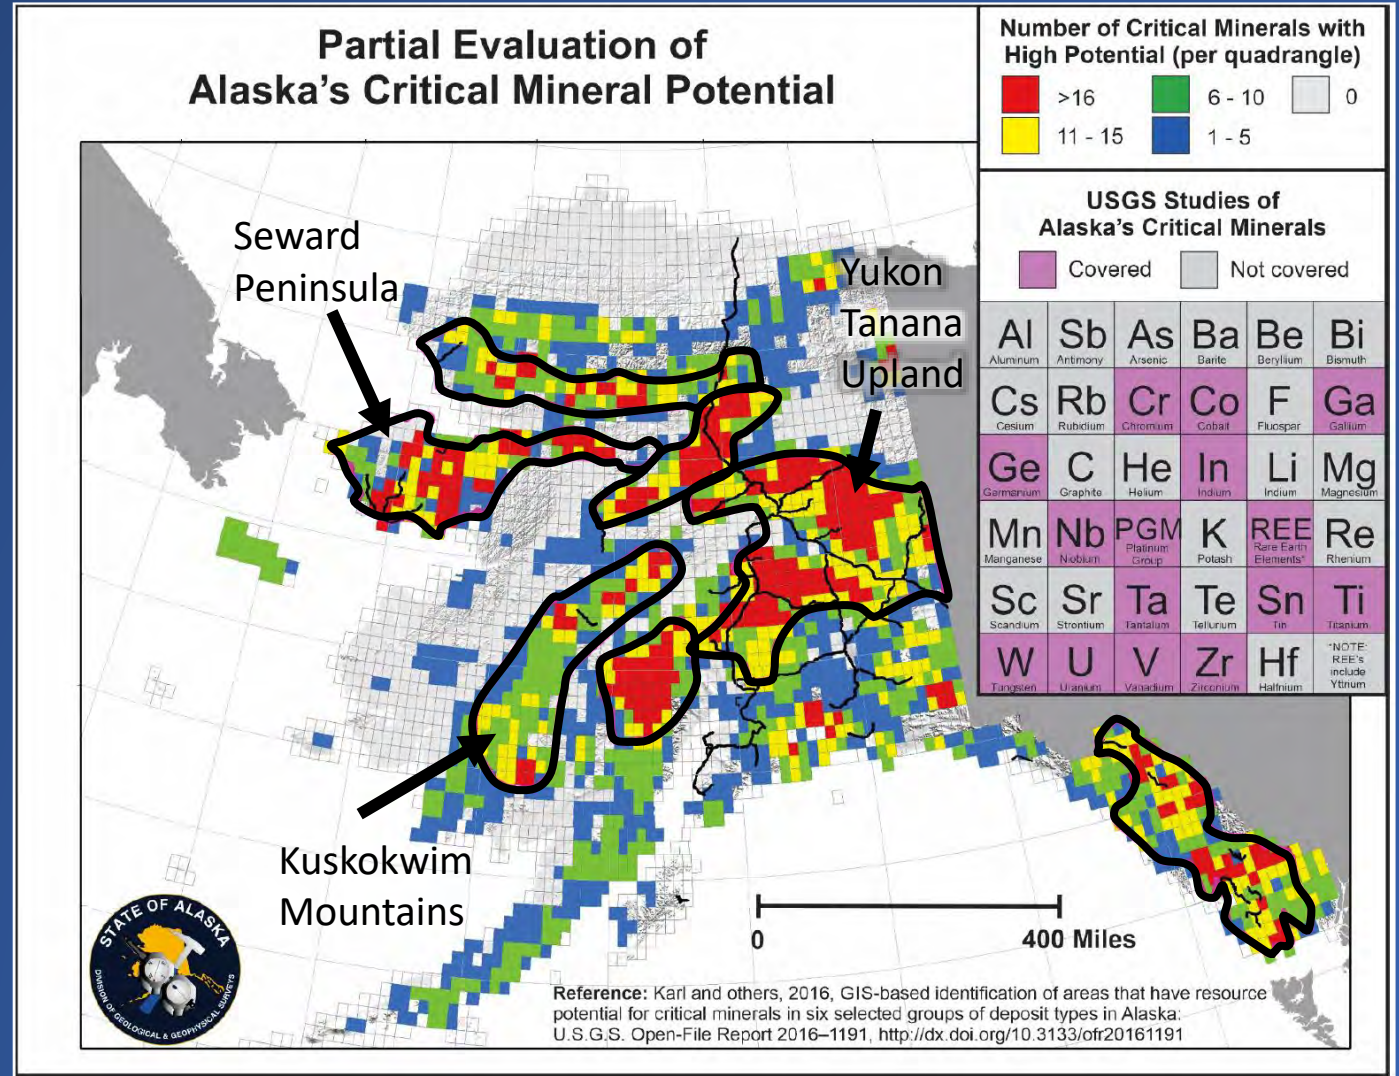 Partial Evaluation of
Alaska's Critical Mineral Potential
Number of Critical Minerals with
High Potential (per quadrangle)
>16
6 - 10
0
11 - 15
1 - 5
USGS Studies of
Alaska's Critical Minerals
Covered
Not covered
Al Sb As Ba Be Bi
Aluminum Antimony Arsenic Barite Beryllium Bismuth
Cs Rb Cr Co F Ga
Cesium Rubidium Chromium Cobalt Fluospar Gallium
Ge C He In Li Mg
Germanium Graphite Helium Indium Indium Magnesium
Mn Nb PGM K REE Re
Manganese Niobium Platinum Group Potash Rare Earth Elements* Rhenium
Sc Sr Ta Te Sn Ti
Scandium Strontium Tantalum Tellurium Tin Titanium
W U V Zr Hf
Tungsten Uranium Vanadium Zirconium Halfnium
*NOTE:
REE's
include
Yttrium
Seward
Peninsula
Yukon
Tanana
Upland
Kuskokwim
Mountains
0
400 Miles
STATE OF ALASKA
DIVISION OF GEOLOGICAL & GEOPHYSICAL SURVEYS
Reference: Karl and others, 2016, GIS-based identification of areas that have resource
potential for critical minerals in six selected groups of deposit types in Alaska:
U.S.G.S. Open-File Report 2016–1191, http://dx.doi.org/10.3133/ofr20161191